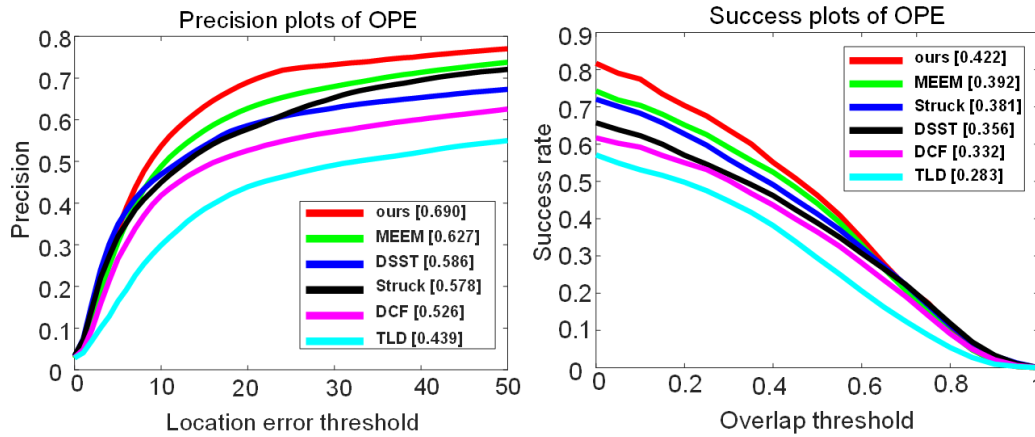 Precision plots of OPE
0.8
0.7
0.6
0.5
0.4
0.3
0.2
0.1
0
Precision
ours [0.690]
MEEM [0.627]
DSST [0.586]
Struck [0.578]
DCF [0.526]
TLD [0.439]
0 10 20 30 40 50
Location error threshold
Success plots of OPE
0.9
0.8
0.7
0.6
0.5
0.4
0.3
0.2
0.1
0
Success rate
ours [0.422]
MEEM [0.392]
Struck [0.381]
DSST [0.356]
DCF [0.332]
TLD [0.283]
0 0.2 0.4 0.6 0.8 1
Overlap threshold